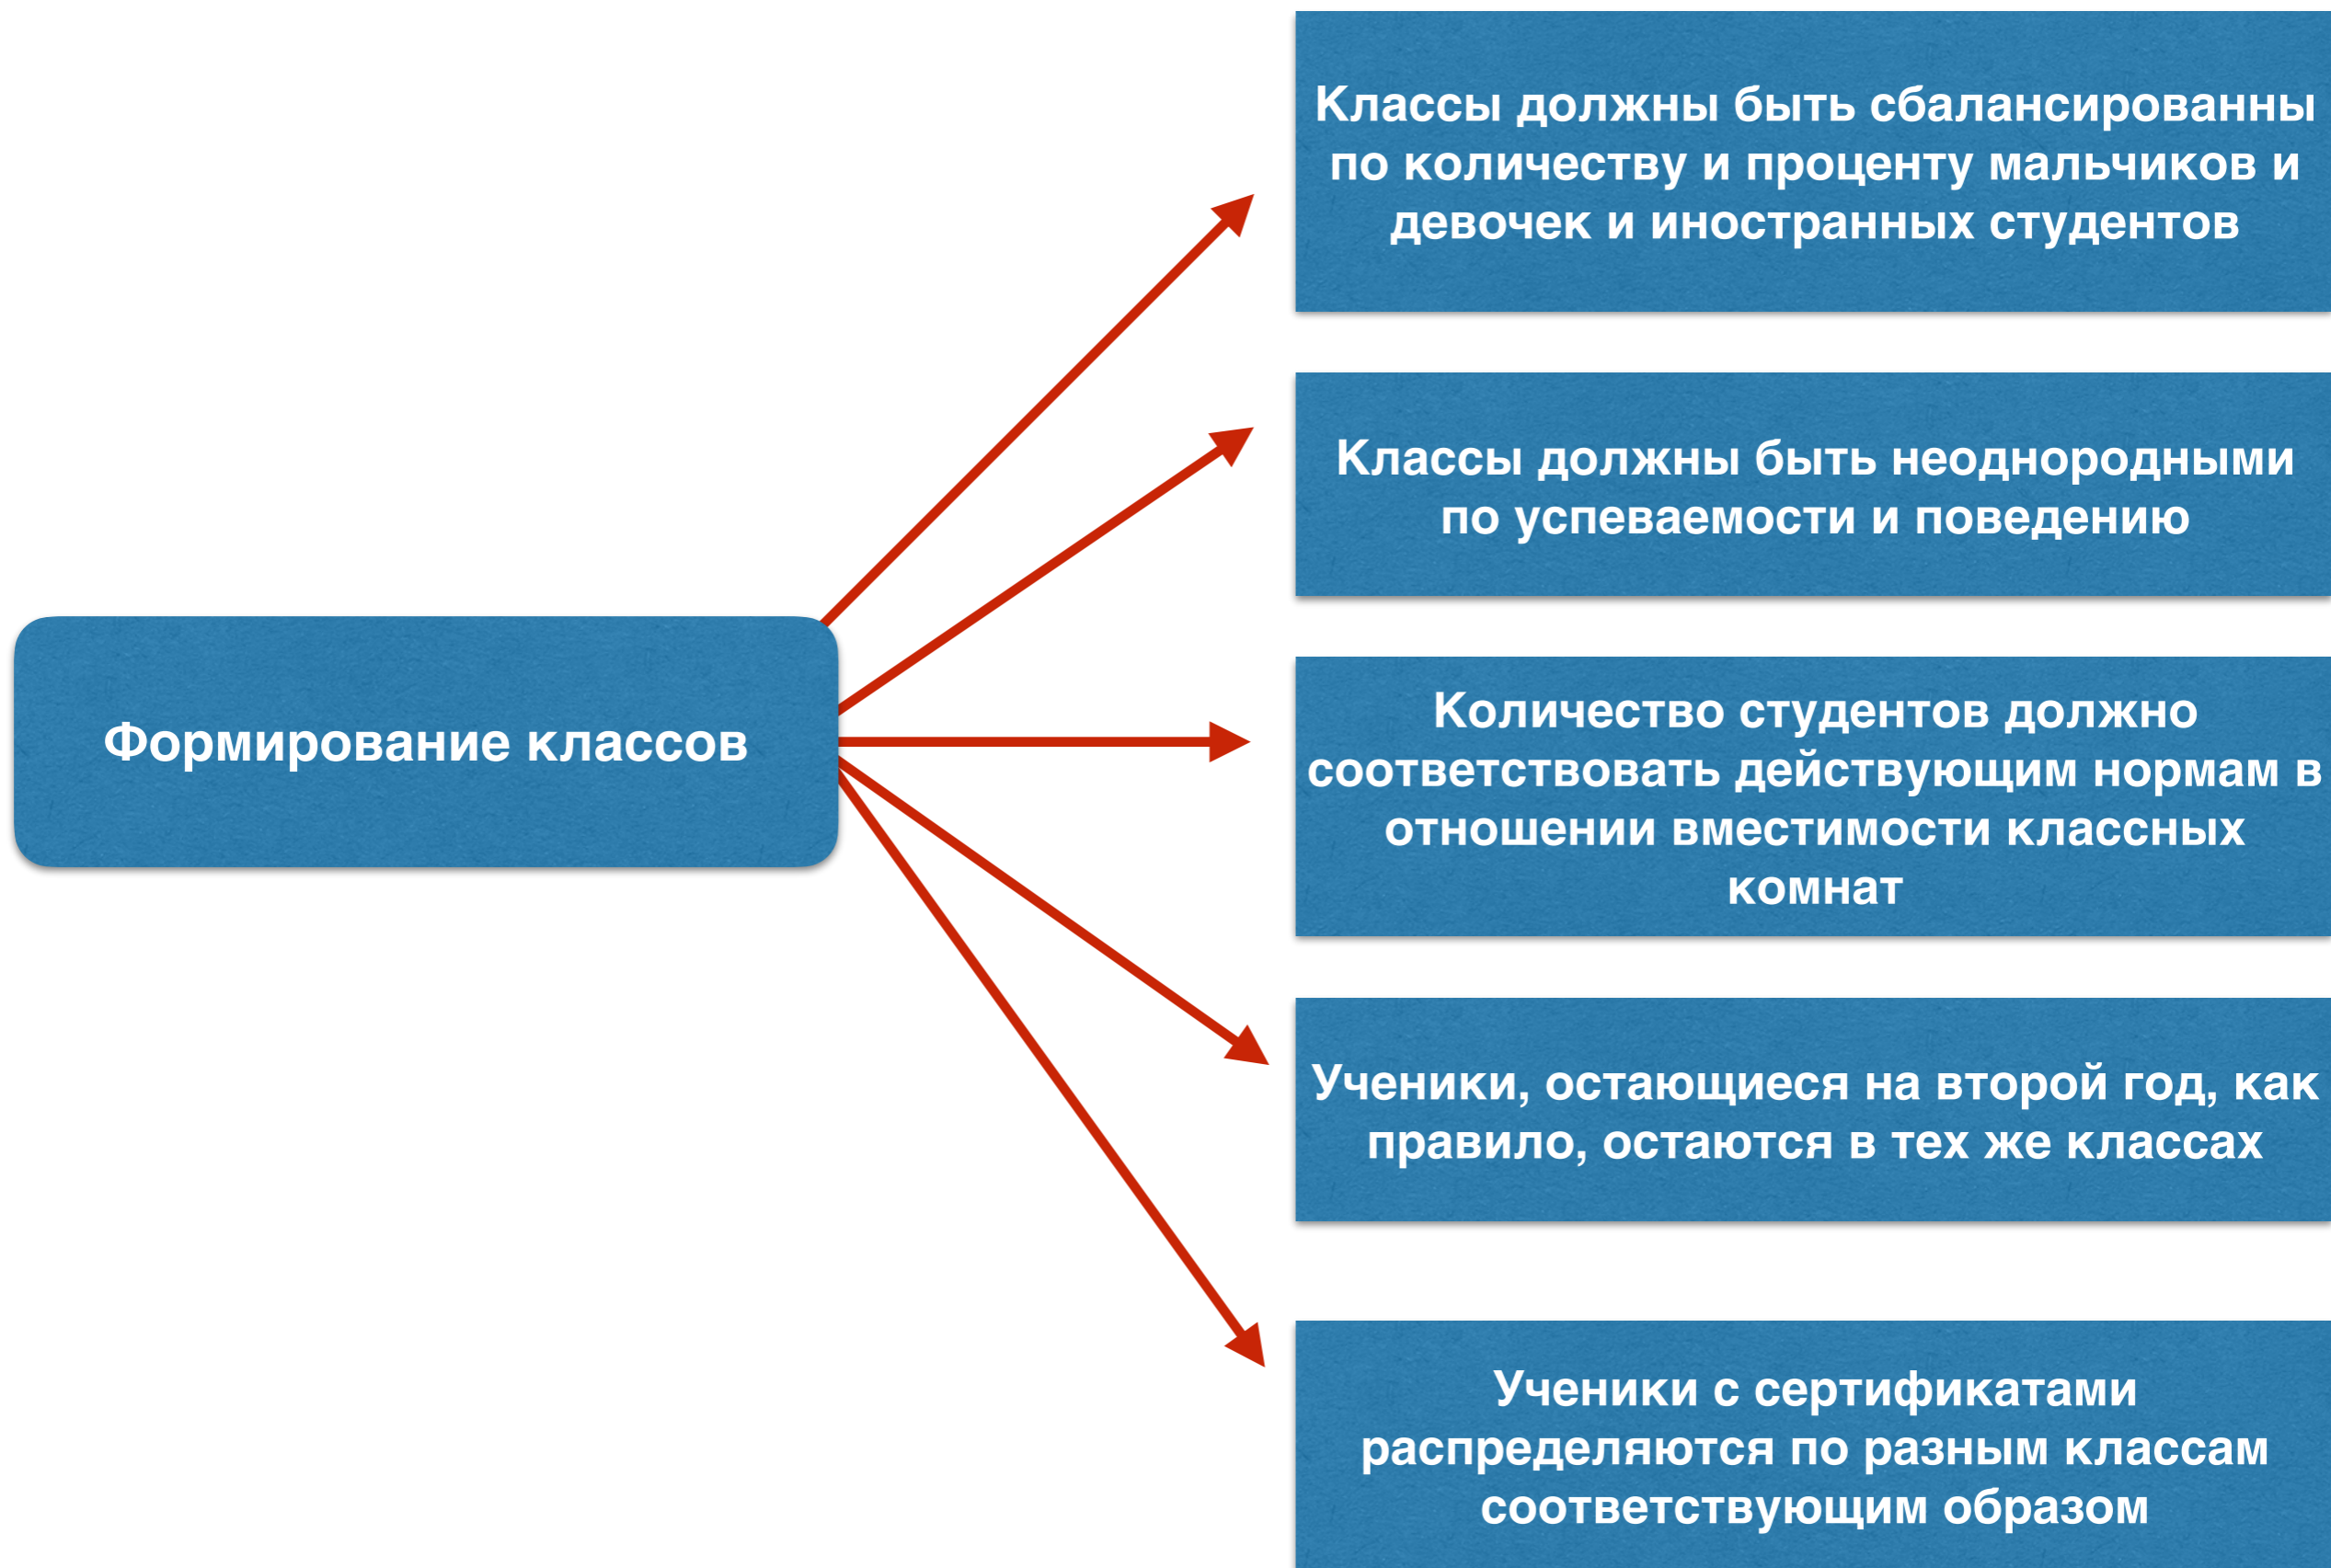 Классы должны быть сбалансированны
по количеству и проценту мальчиков и
девочек и иностранных студентов
Классы должны быть неоднородными
по успеваемости и поведению
Формирование классов
Количество студентов должно
соответствовать действующим нормам в
отношении вместимости классных
комнат
Ученики, остающиеся на второй год, как
правило, остаются в тех же классах
Ученики с сертификатами
распределяются по разным классам
соответствующим образом